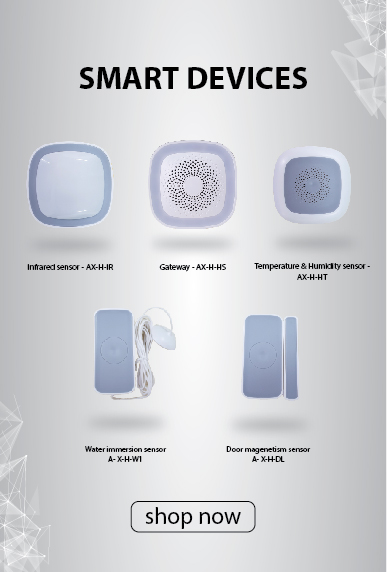 SMART DEVICES
Infrared sensor - AX-H-IR
Gateway - AX-H-HS
Temperature & Humidity sensor -
AX-H-HT
Water immersion sensor
A- X-H-WI
Door magenetism sensor
A- X-H-DL
shop now